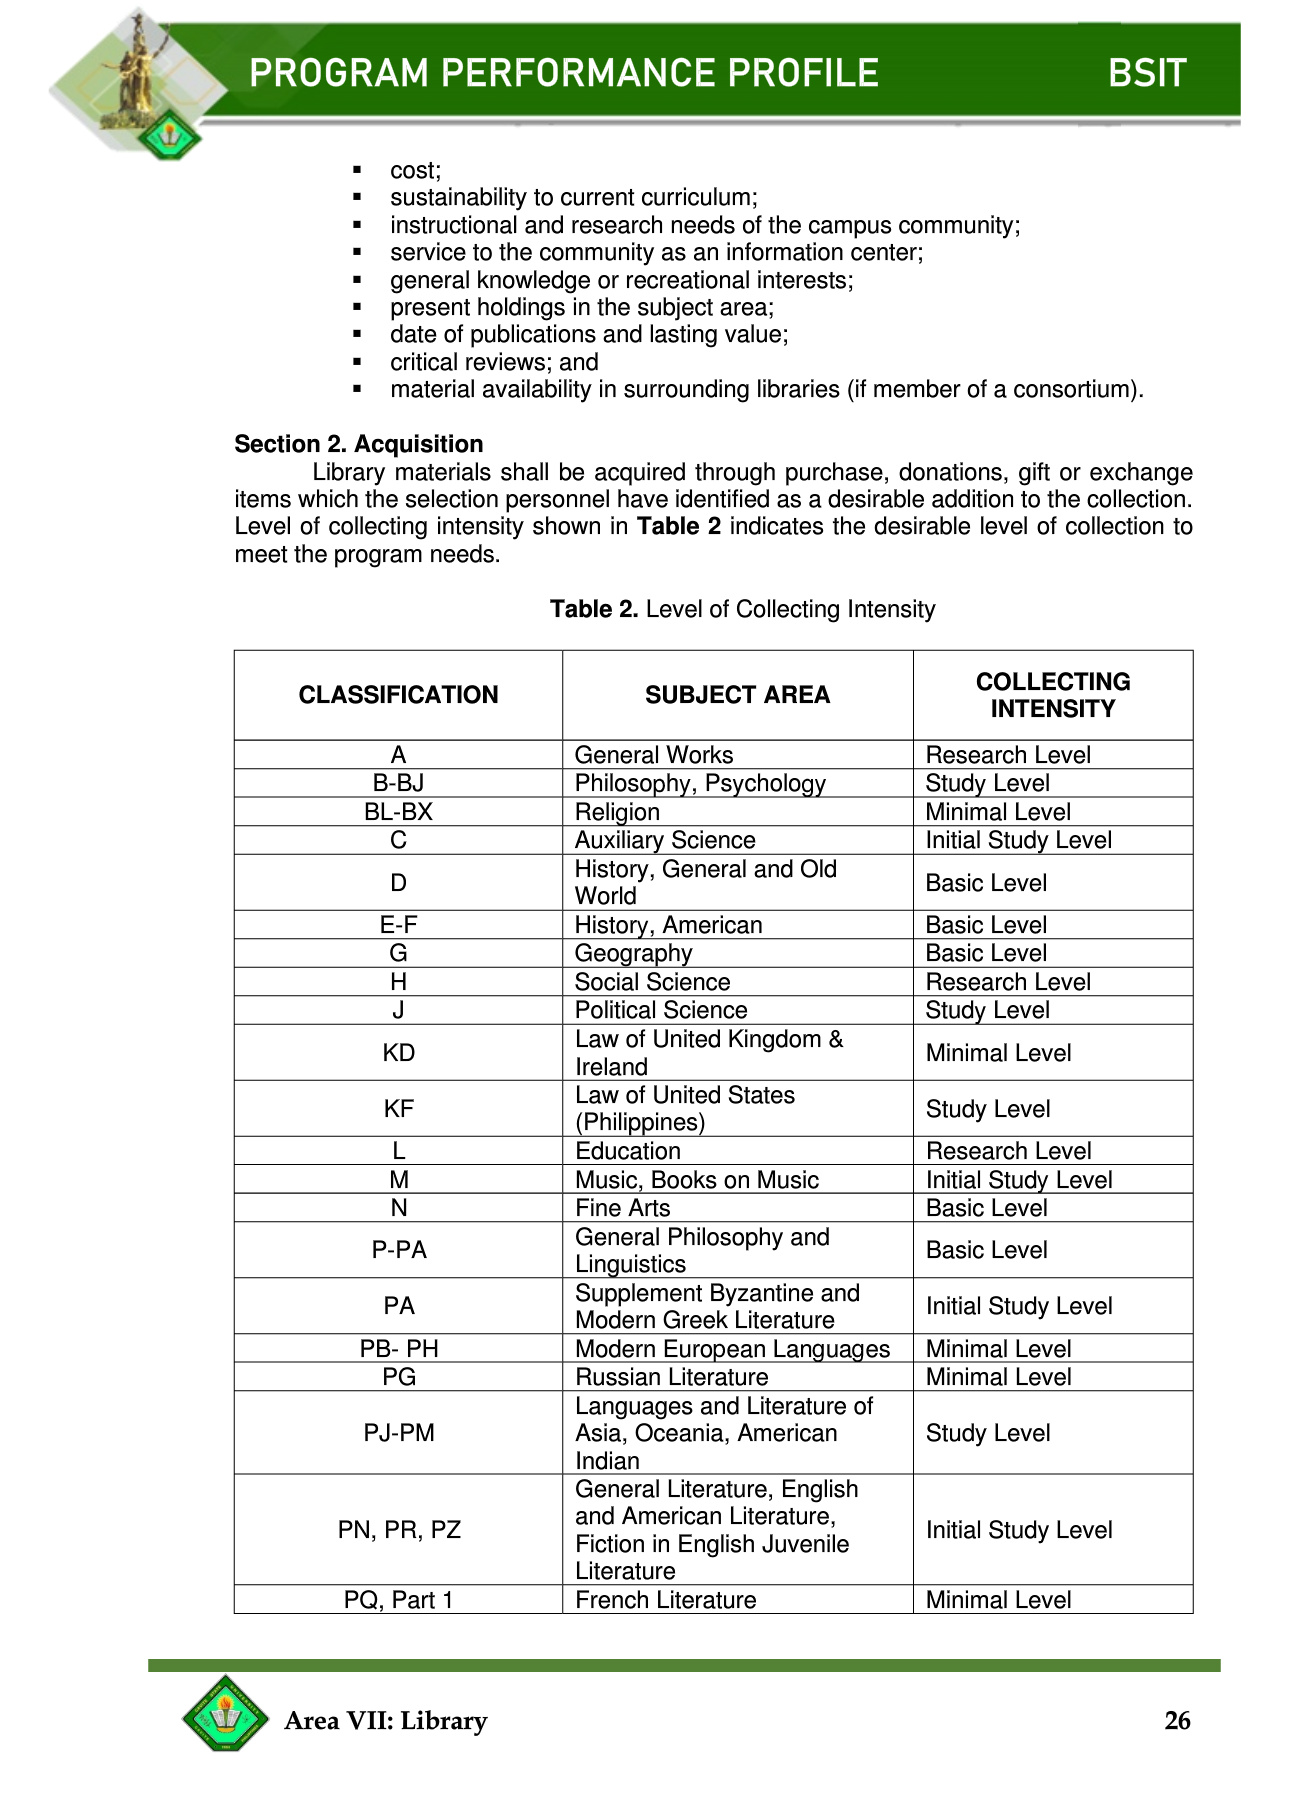 PROGRAM PERFORMANCE PROFILE BSIT
▪ cost;
▪ sustainability to current curriculum;
▪ instructional and research needs of the campus community;
▪ service to the community as an information center;
▪ general knowledge or recreational interests;
▪ present holdings in the subject area;
▪ date of publications and lasting value;
▪ critical reviews; and
▪ material availability in surrounding libraries (if member of a consortium).
Section 2. Acquisition
Library materials shall be acquired through purchase, donations, gift or exchange
items which the selection personnel have identified as a desirable addition to the collection.
Level of collecting intensity shown in Table 2 indicates the desirable level of collection to
meet the program needs.
Table 2. Level of Collecting Intensity
CLASSIFICATION SUBJECT AREA COLLECTING
INTENSITY
A General Works Research Level
B-BJ Philosophy, Psychology Study Level
BL-BX Religion Minimal Level
C Auxiliary Science Initial Study Level
D History, General and Old
World Basic Level
E-F History, American Basic Level
G Geography Basic Level
H Social Science Research Level
J Political Science Study Level
KD Law of United Kingdom &
Ireland Minimal Level
KF Law of United States
(Philippines) Study Level
L Education Research Level
M Music, Books on Music Initial Study Level
N Fine Arts Basic Level
P-PA General Philosophy and
Linguistics Basic Level
PA Supplement Byzantine and
Modern Greek Literature Initial Study Level
PB- PH Modern European Languages Minimal Level
PG Russian Literature Minimal Level
PJ-PM Languages and Literature of
Asia, Oceania, American
Indian Study Level
PN, PR, PZ General Literature, English
and American Literature,
Fiction in English Juvenile
Literature Initial Study Level
PQ, Part 1 French Literature Minimal Level
Area VII: Library 26